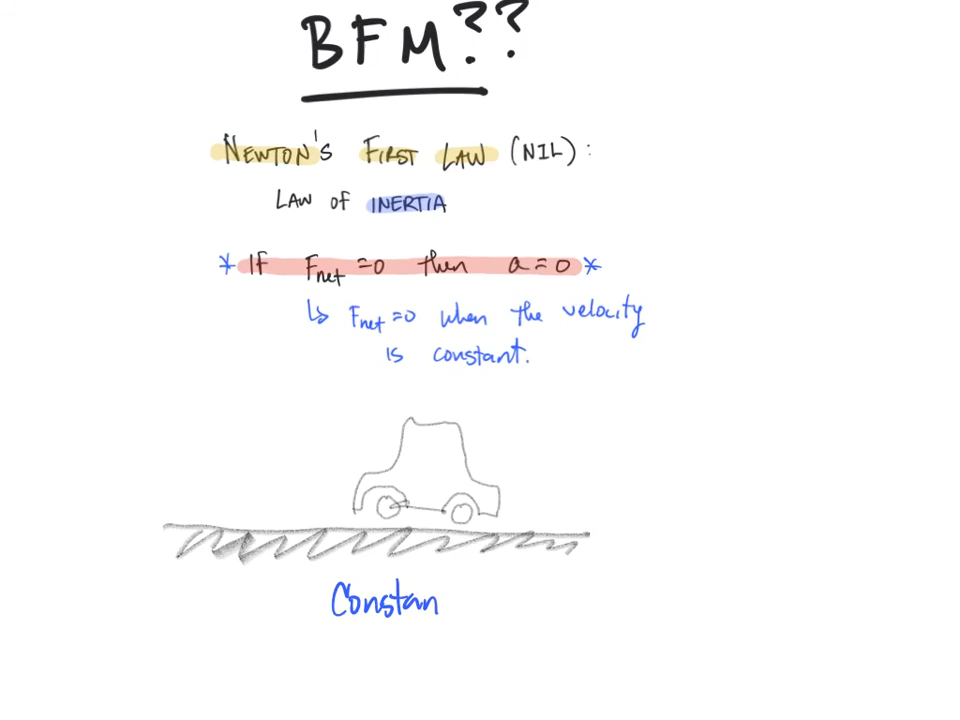 BFM??
NEWTON'S FIRST LAW (NIL):
LAW OF INERTIA
* IF Fnet =0 then a=0 *
↳ Fnet=0 when the velocity
is constant.
Constan